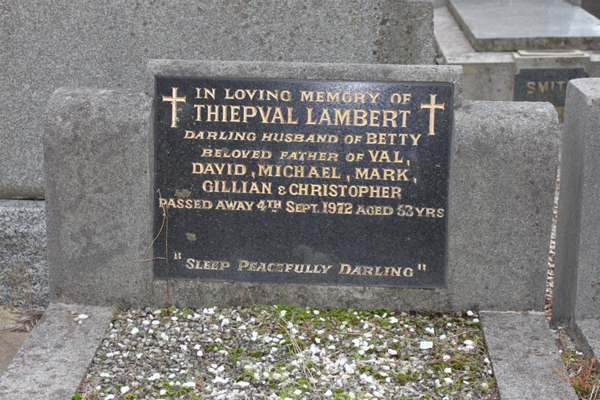 IN LOVING MEMORY OF
THIEPVAL LAMBERT
DARLING HUSBAND OF BETTY
BELOVED FATHER OF VAL,
DAVID, MICHAEL, MARK,
GILLIAN & CHRISTOPHER
PASSED AWAY 4TH SEPT. 1972 AGED 53 YRS
"SLEEP PEACEFULLY DARLING"